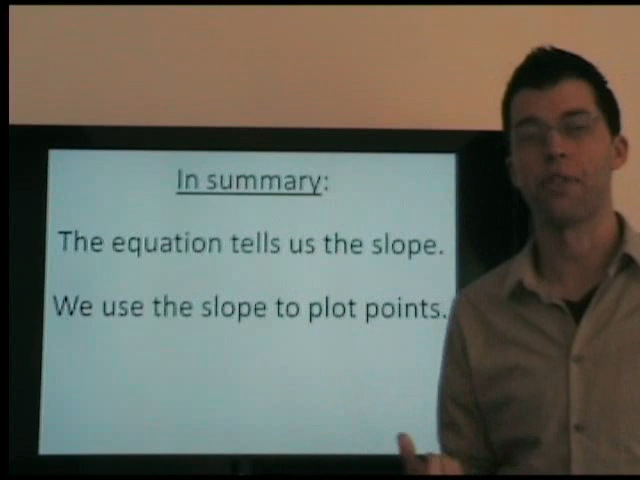 In summary:
The equation tells us the slope.
We use the slope to plot points.